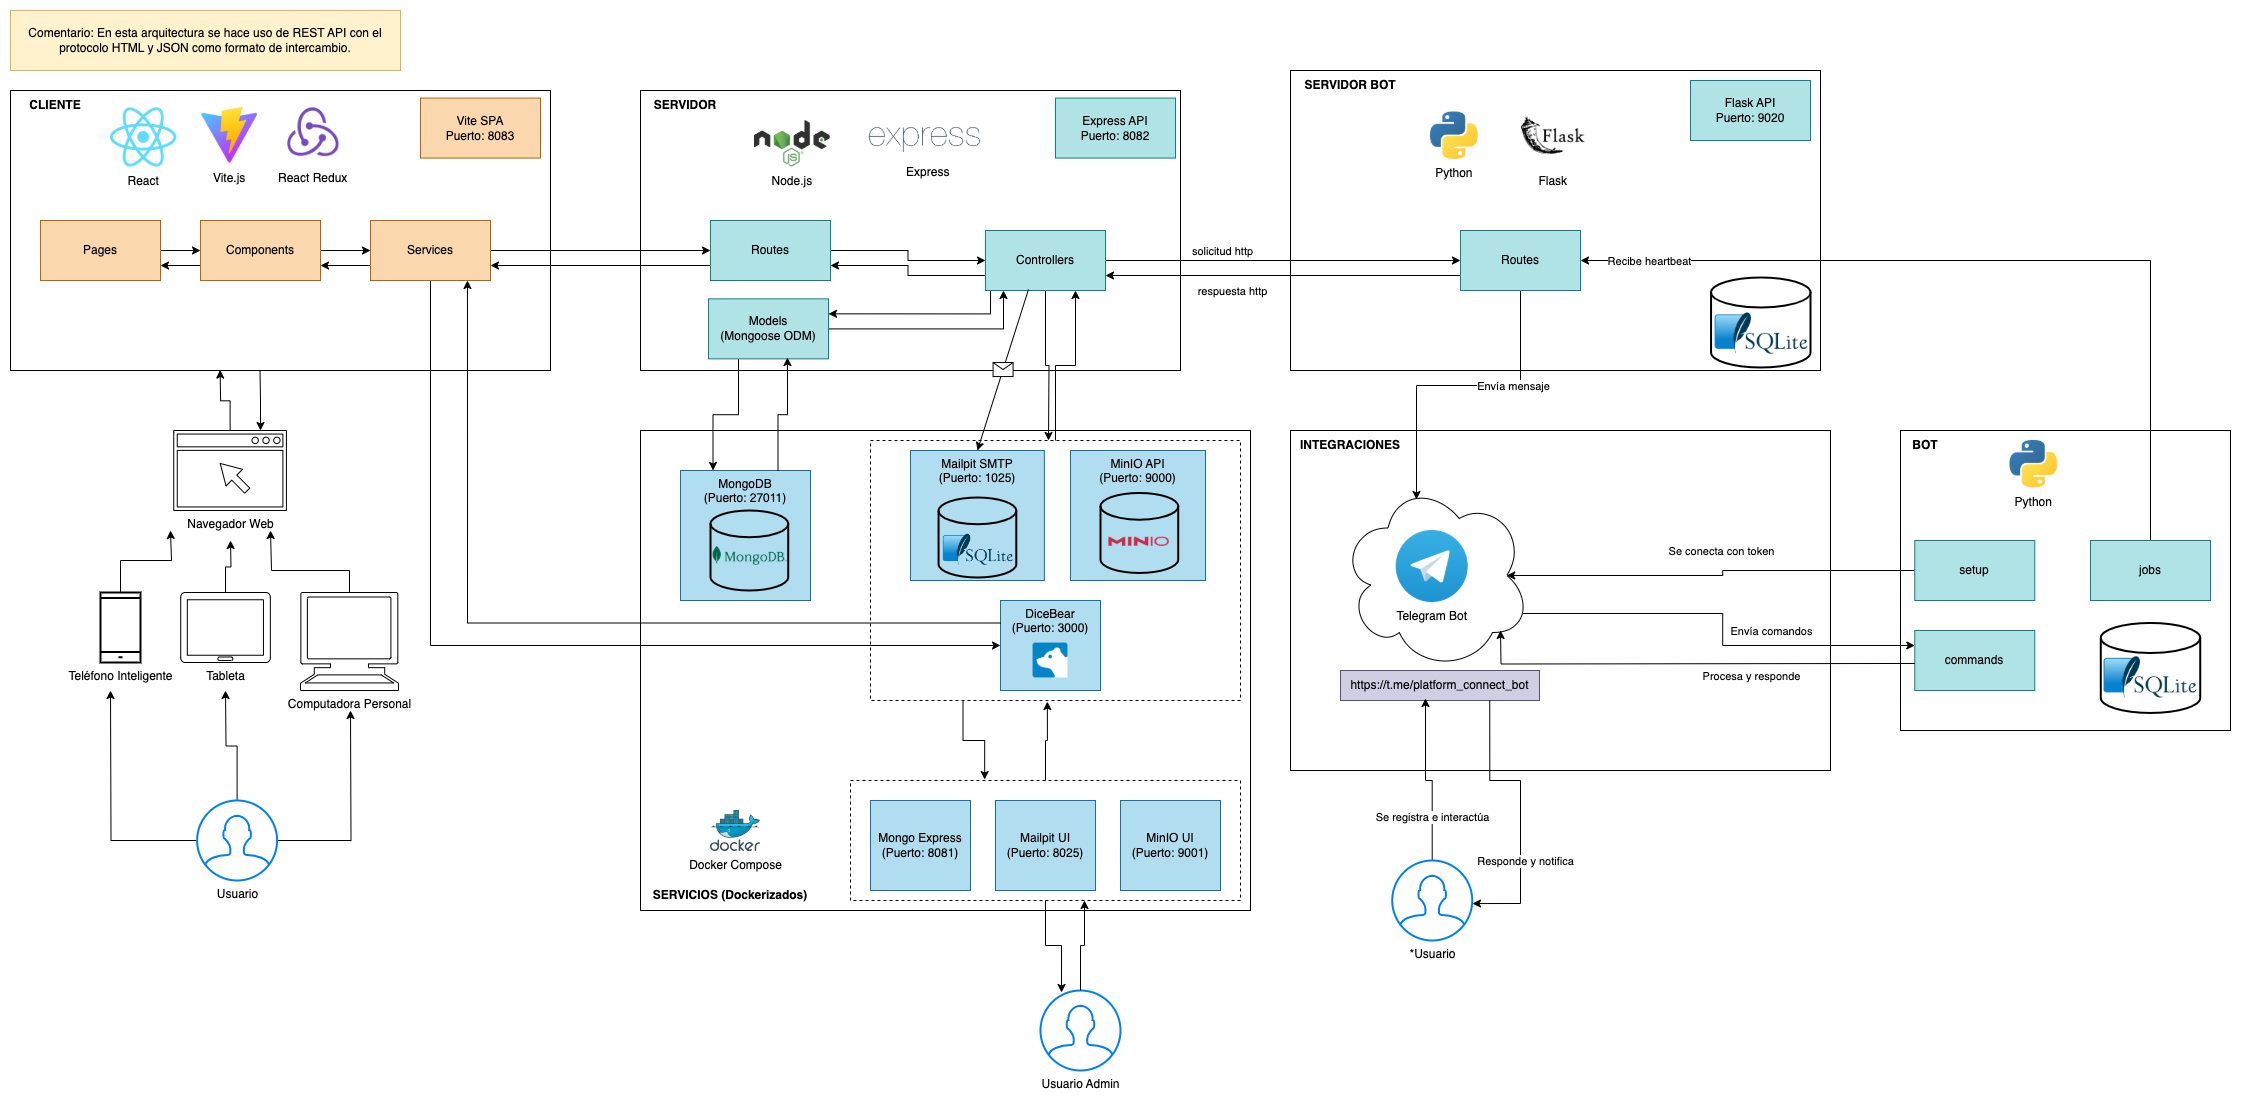 Comentario: En esta arquitectura se hace uso de REST API con el
protocolo HTML y JSON como formato de intercambio.
CLIENTE
React
Vite.js
React Redux
Vite SPA
Puerto: 8083
Pages
Components
Services
Navegador Web
Teléfono Inteligente
Tableta
Computadora Personal
Usuario
SERVIDOR
node
JS
Node.js
express
Express
Express API
Puerto: 8082
Routes
Controllers
Models
(Mongoose ODM)
solicitud http
respuesta http
MongoDB
(Puerto: 27011)
MongoDB
Mailpit SMTP
(Puerto: 1025)
SQLite
MinIO API
(Puerto: 9000)
MINIO
DiceBear
(Puerto: 3000)
docker
Docker Compose
SERVICIOS (Dockerizados)
Mongo Express
(Puerto: 8081)
Mailpit UI
(Puerto: 8025)
MinIO UI
(Puerto: 9001)
Usuario Admin
SERVIDOR BOT
Python
Flask
Flask
Flask API
Puerto: 9020
Routes
Recibe heartbeat
SQLite
Envía mensaje
INTEGRACIONES
Telegram Bot
https://t.me/platform_connect_bot
Se conecta con token
Envía comandos
Procesa y responde
Se registra e interactúa
Responde y notifica
*Usuario
BOT
Python
setup
jobs
commands
SQLite